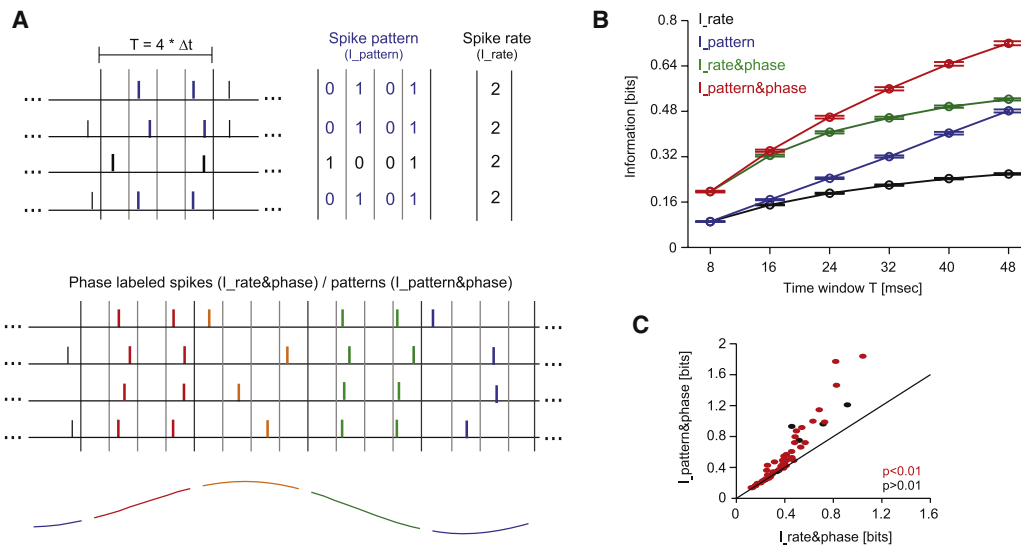 A
T = 4 * Δt
Spike pattern
(I_pattern)
Spike rate
(I_rate)
... ... 0 1 0 1 2
... ... 0 1 0 1 2
... ... 1 0 0 1 2
... ... 0 1 0 1 2
Phase labeled spikes (I_rate&phase) / patterns (I_pattern&phase)
... ...
... ...
... ...
... ...
B
I_rate
I_pattern
I_rate&phase
I_pattern&phase
Information [bits]
0.8
0.64
0.48
0.32
0.16
0
8 16 24 32 40 48
Time window T [msec]
C
I_pattern&phase [bits]
2
1.6
1.2
0.8
0.4
0
p<0.01
p>0.01
0 0.4 0.8 1.2 1.6
I_rate&phase [bits]